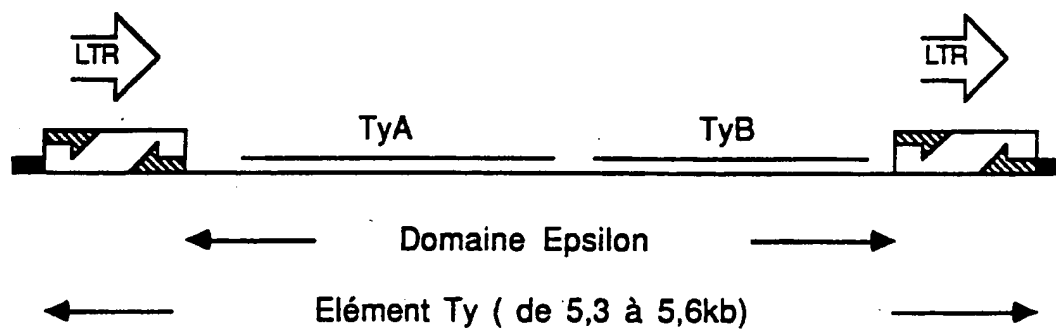 LTR LTR
TyA TyB
Domaine Epsilon
Elément Ty ( de 5,3 à 5,6kb)